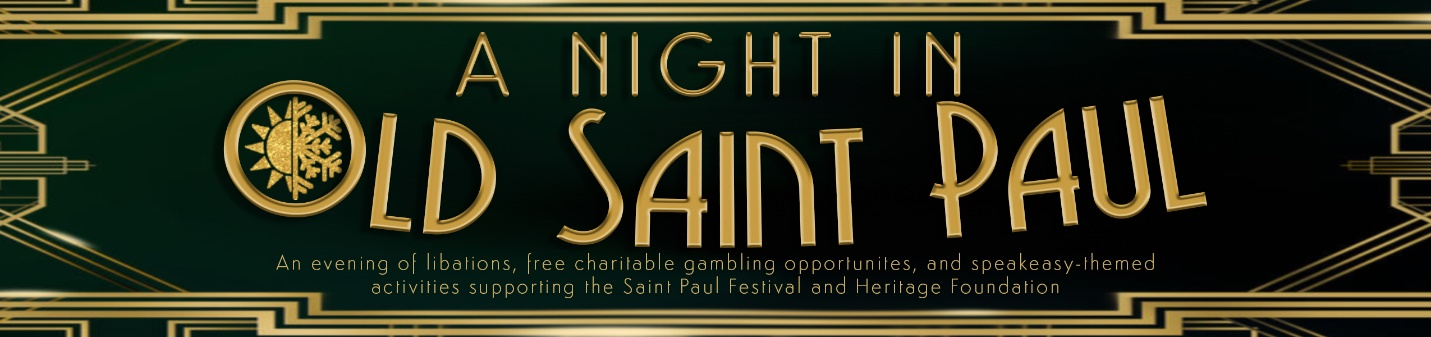 A NIGHT IN
OLD SAINT PAUL
An evening of libations, free charitable gambling opportunites, and speakeasy-themed
activities supporting the Saint Paul Festival and Heritage Foundation